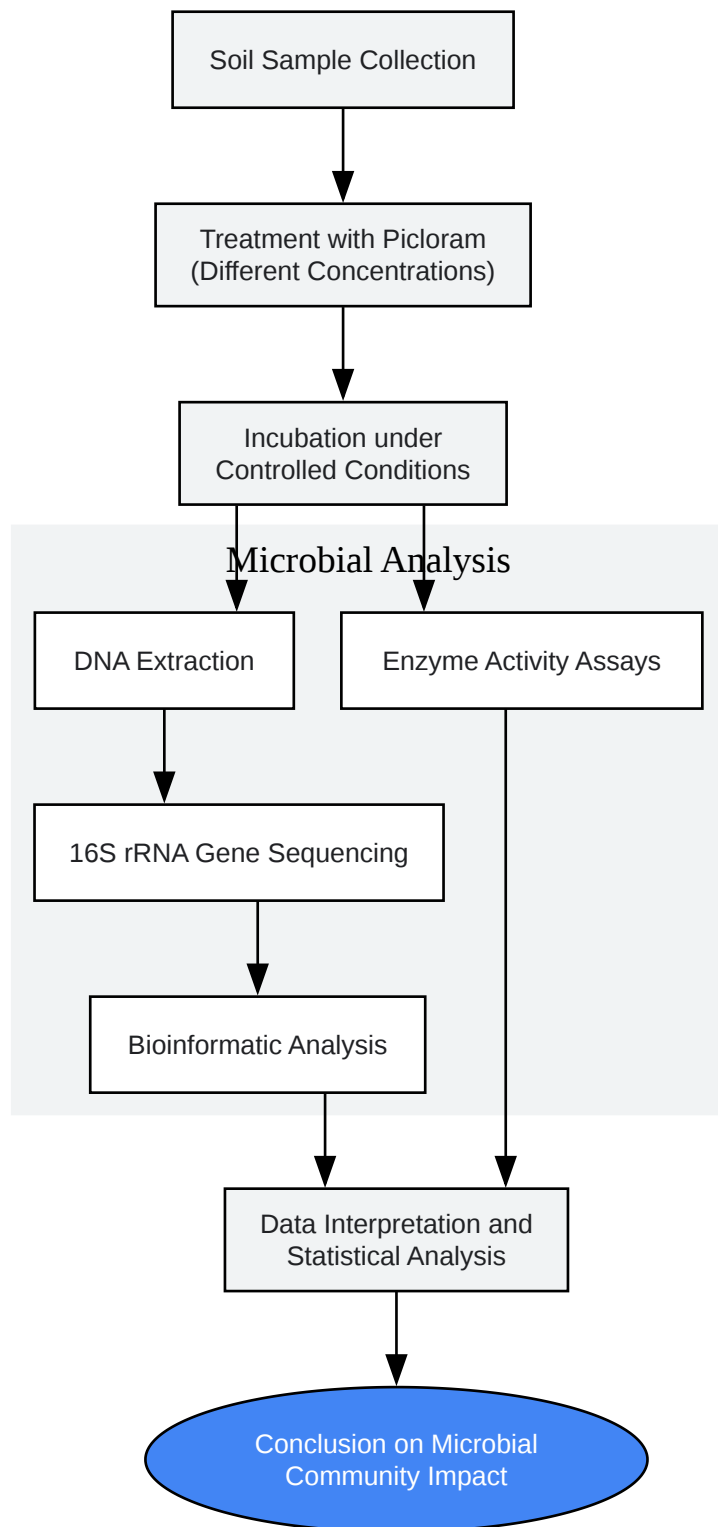 Soil Sample Collection
Treatment with Picloram
(Different Concentrations)
Incubation under
Controlled Conditions
Microbial Analysis
DNA Extraction
Enzyme Activity Assays
16S rRNA Gene Sequencing
Bioinformatic Analysis
Data Interpretation and
Statistical Analysis
Conclusion on Microbial
Community Impact